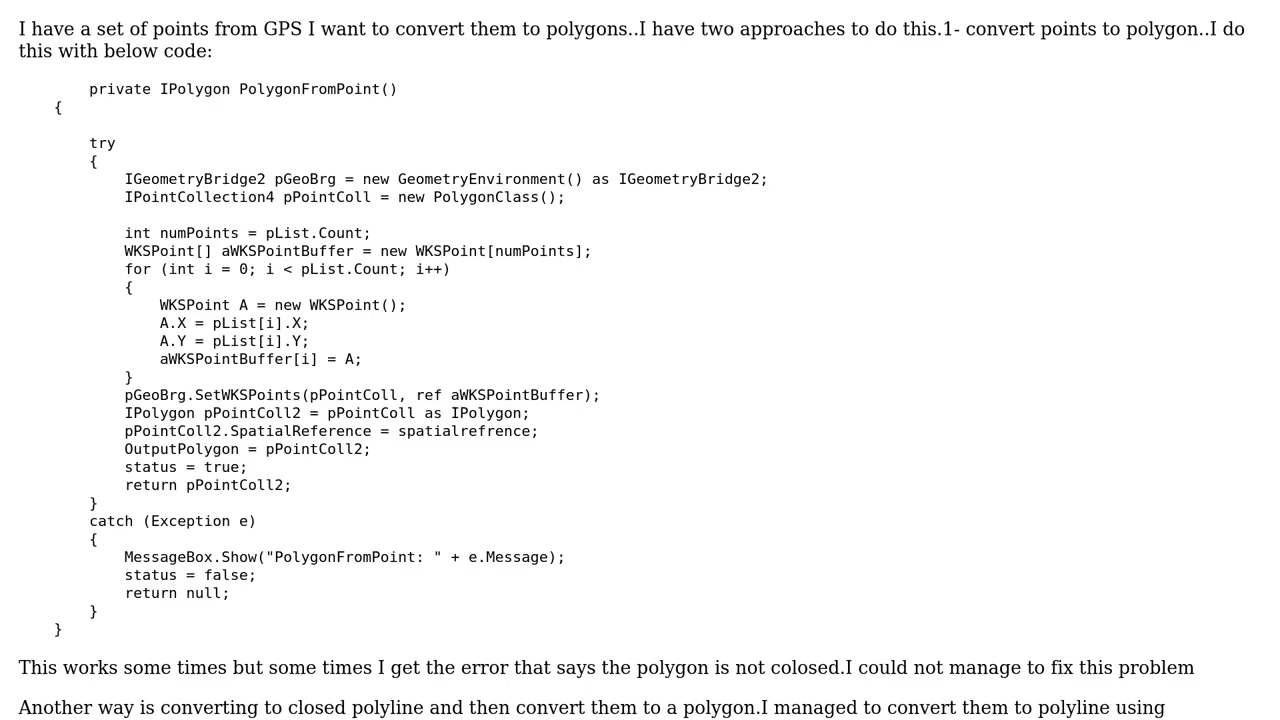 I have a set of points from GPS I want to convert them to polygons..I have two approaches to do this.1- convert points to polygon..I do
this with below code:
private IPolygon PolygonFromPoint()
{
try
{
IGeometryBridge2 pGeoBrg = new GeometryEnvironment() as IGeometryBridge2;
IPointCollection4 pPointColl = new PolygonClass();
int numPoints = pList.Count;
WKSPoint[] aWKSPointBuffer = new WKSPoint[numPoints];
for (int i = 0; i < pList.Count; i++)
{
WKSPoint A = new WKSPoint();
A.X = pList[i].X;
A.Y = pList[i].Y;
aWKSPointBuffer[i] = A;
}
pGeoBrg.SetWKSPoints(pPointColl, ref aWKSPointBuffer);
IPolygon pPointColl2 = pPointColl as IPolygon;
pPointColl2.SpatialReference = spatialrefrence;
OutputPolygon = pPointColl2;
status = true;
return pPointColl2;
}
catch (Exception e)
{
MessageBox.Show("PolygonFromPoint: " + e.Message);
status = false;
return null;
}
}
This works some times but some times I get the error that says the polygon is not colosed.I could not manage to fix this problem
Another way is converting to closed polyline and then convert them to a polygon.I managed to convert them to polyline using